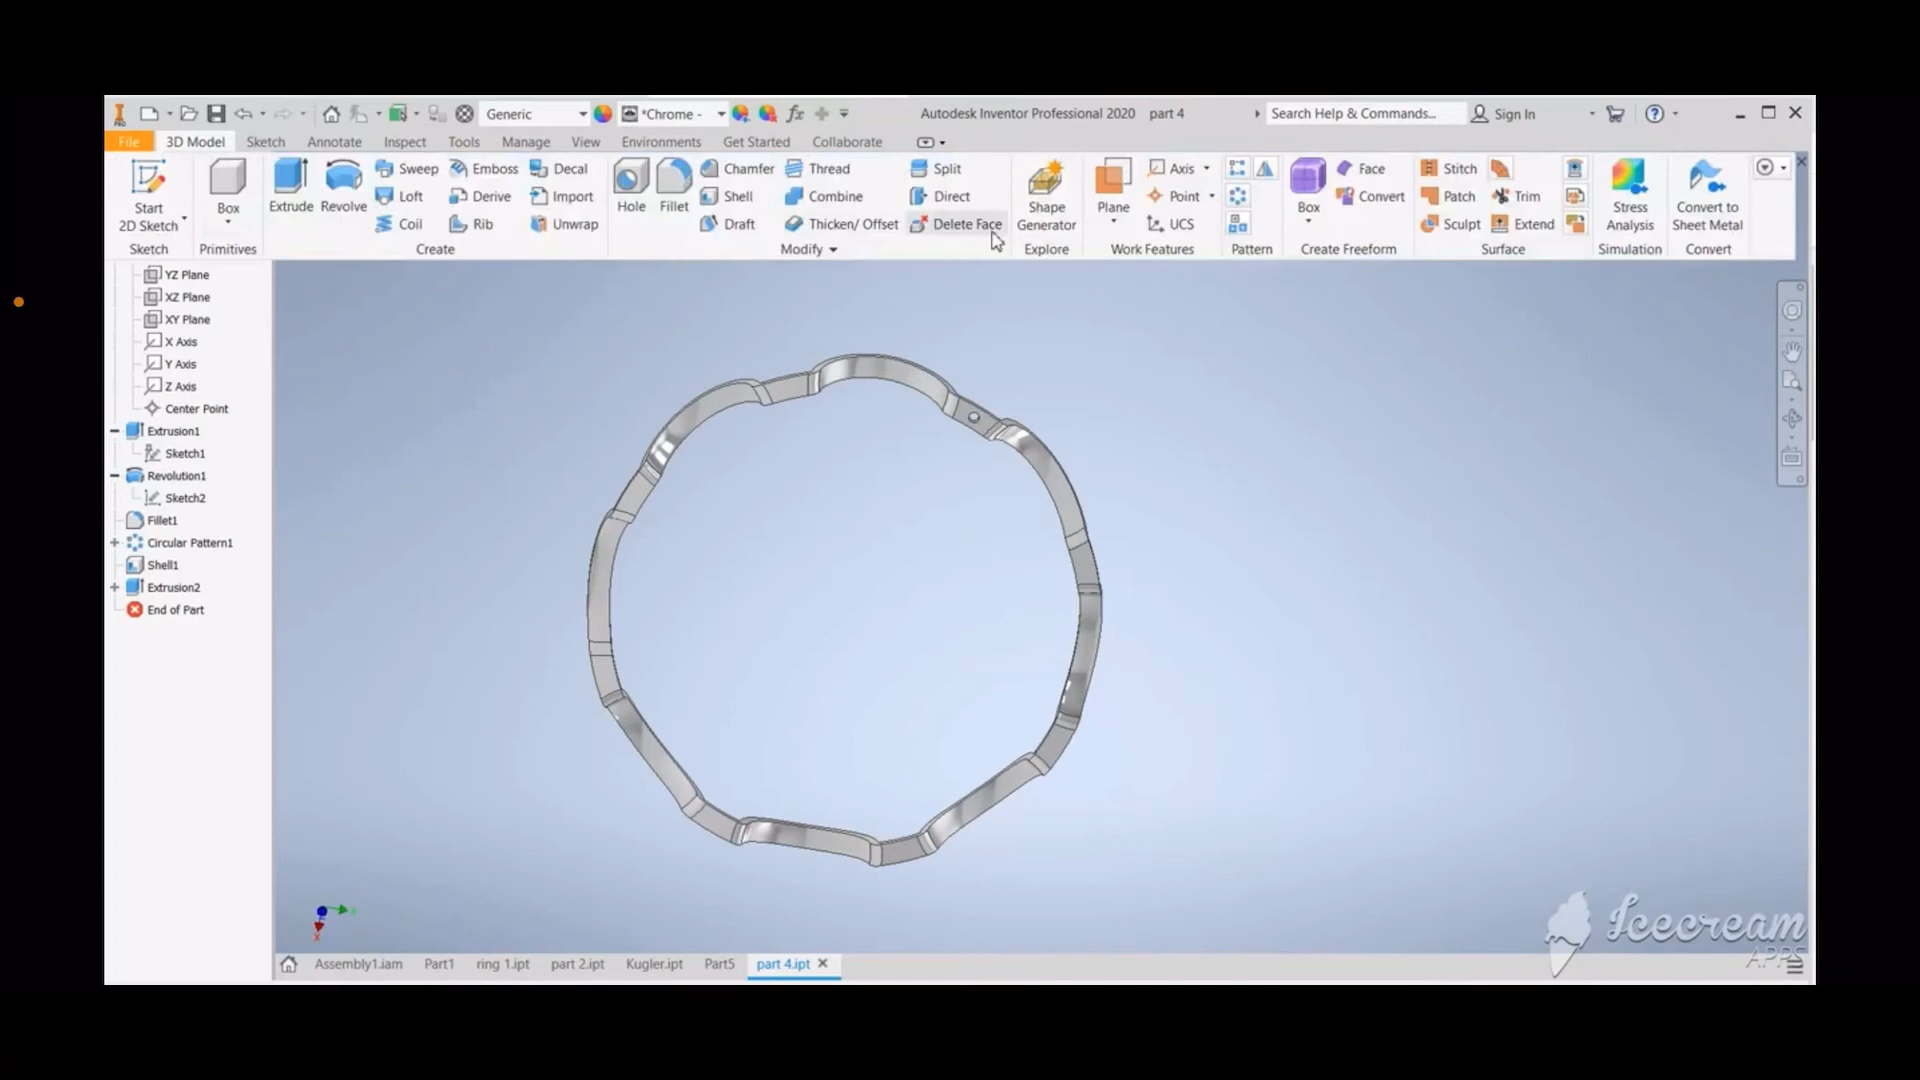 Generic
*Chrome -
fx
Autodesk Inventor Professional 2020 part 4
Search Help & Commands...
Sign In
File 3D Model Sketch Annotate Inspect Tools Manage View Environments Get Started Collaborate
Start 2D Sketch
Sketch
Box
Primitives
Extrude
Revolve
Sweep
Loft
Coil
Emboss
Derive
Rib
Decal
Import
Unwrap
Create
Hole
Fillet
Chamfer
Shell
Draft
Thread
Combine
Thicken/ Offset
Split
Direct
Delete Face
Modify
Shape Generator
Explore
Plane
Axis
Point
UCS
Work Features
Pattern
Box
Face
Convert
Create Freeform
Stitch
Patch
Sculpt
Trim
Extend
Surface
Stress Analysis
Simulation
Convert to Sheet Metal
Convert
YZ Plane
XZ Plane
XY Plane
X Axis
Y Axis
Z Axis
Center Point
Extrusion1
Sketch1
Revolution1
Sketch2
Fillet1
Circular Pattern1
Shell1
Extrusion2
End of Part
X
Icecream
APPS
Assembly1.iam Part1 ring 1.ipt part 2.ipt Kugler.ipt Part5 part 4.ipt